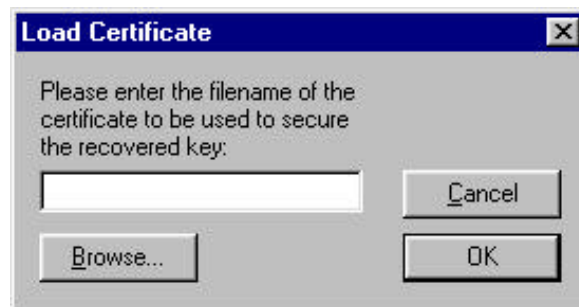 Load Certificate
Please enter the filename of the
certificate to be used to secure
the recovered key:
Cancel
Browse...
OK